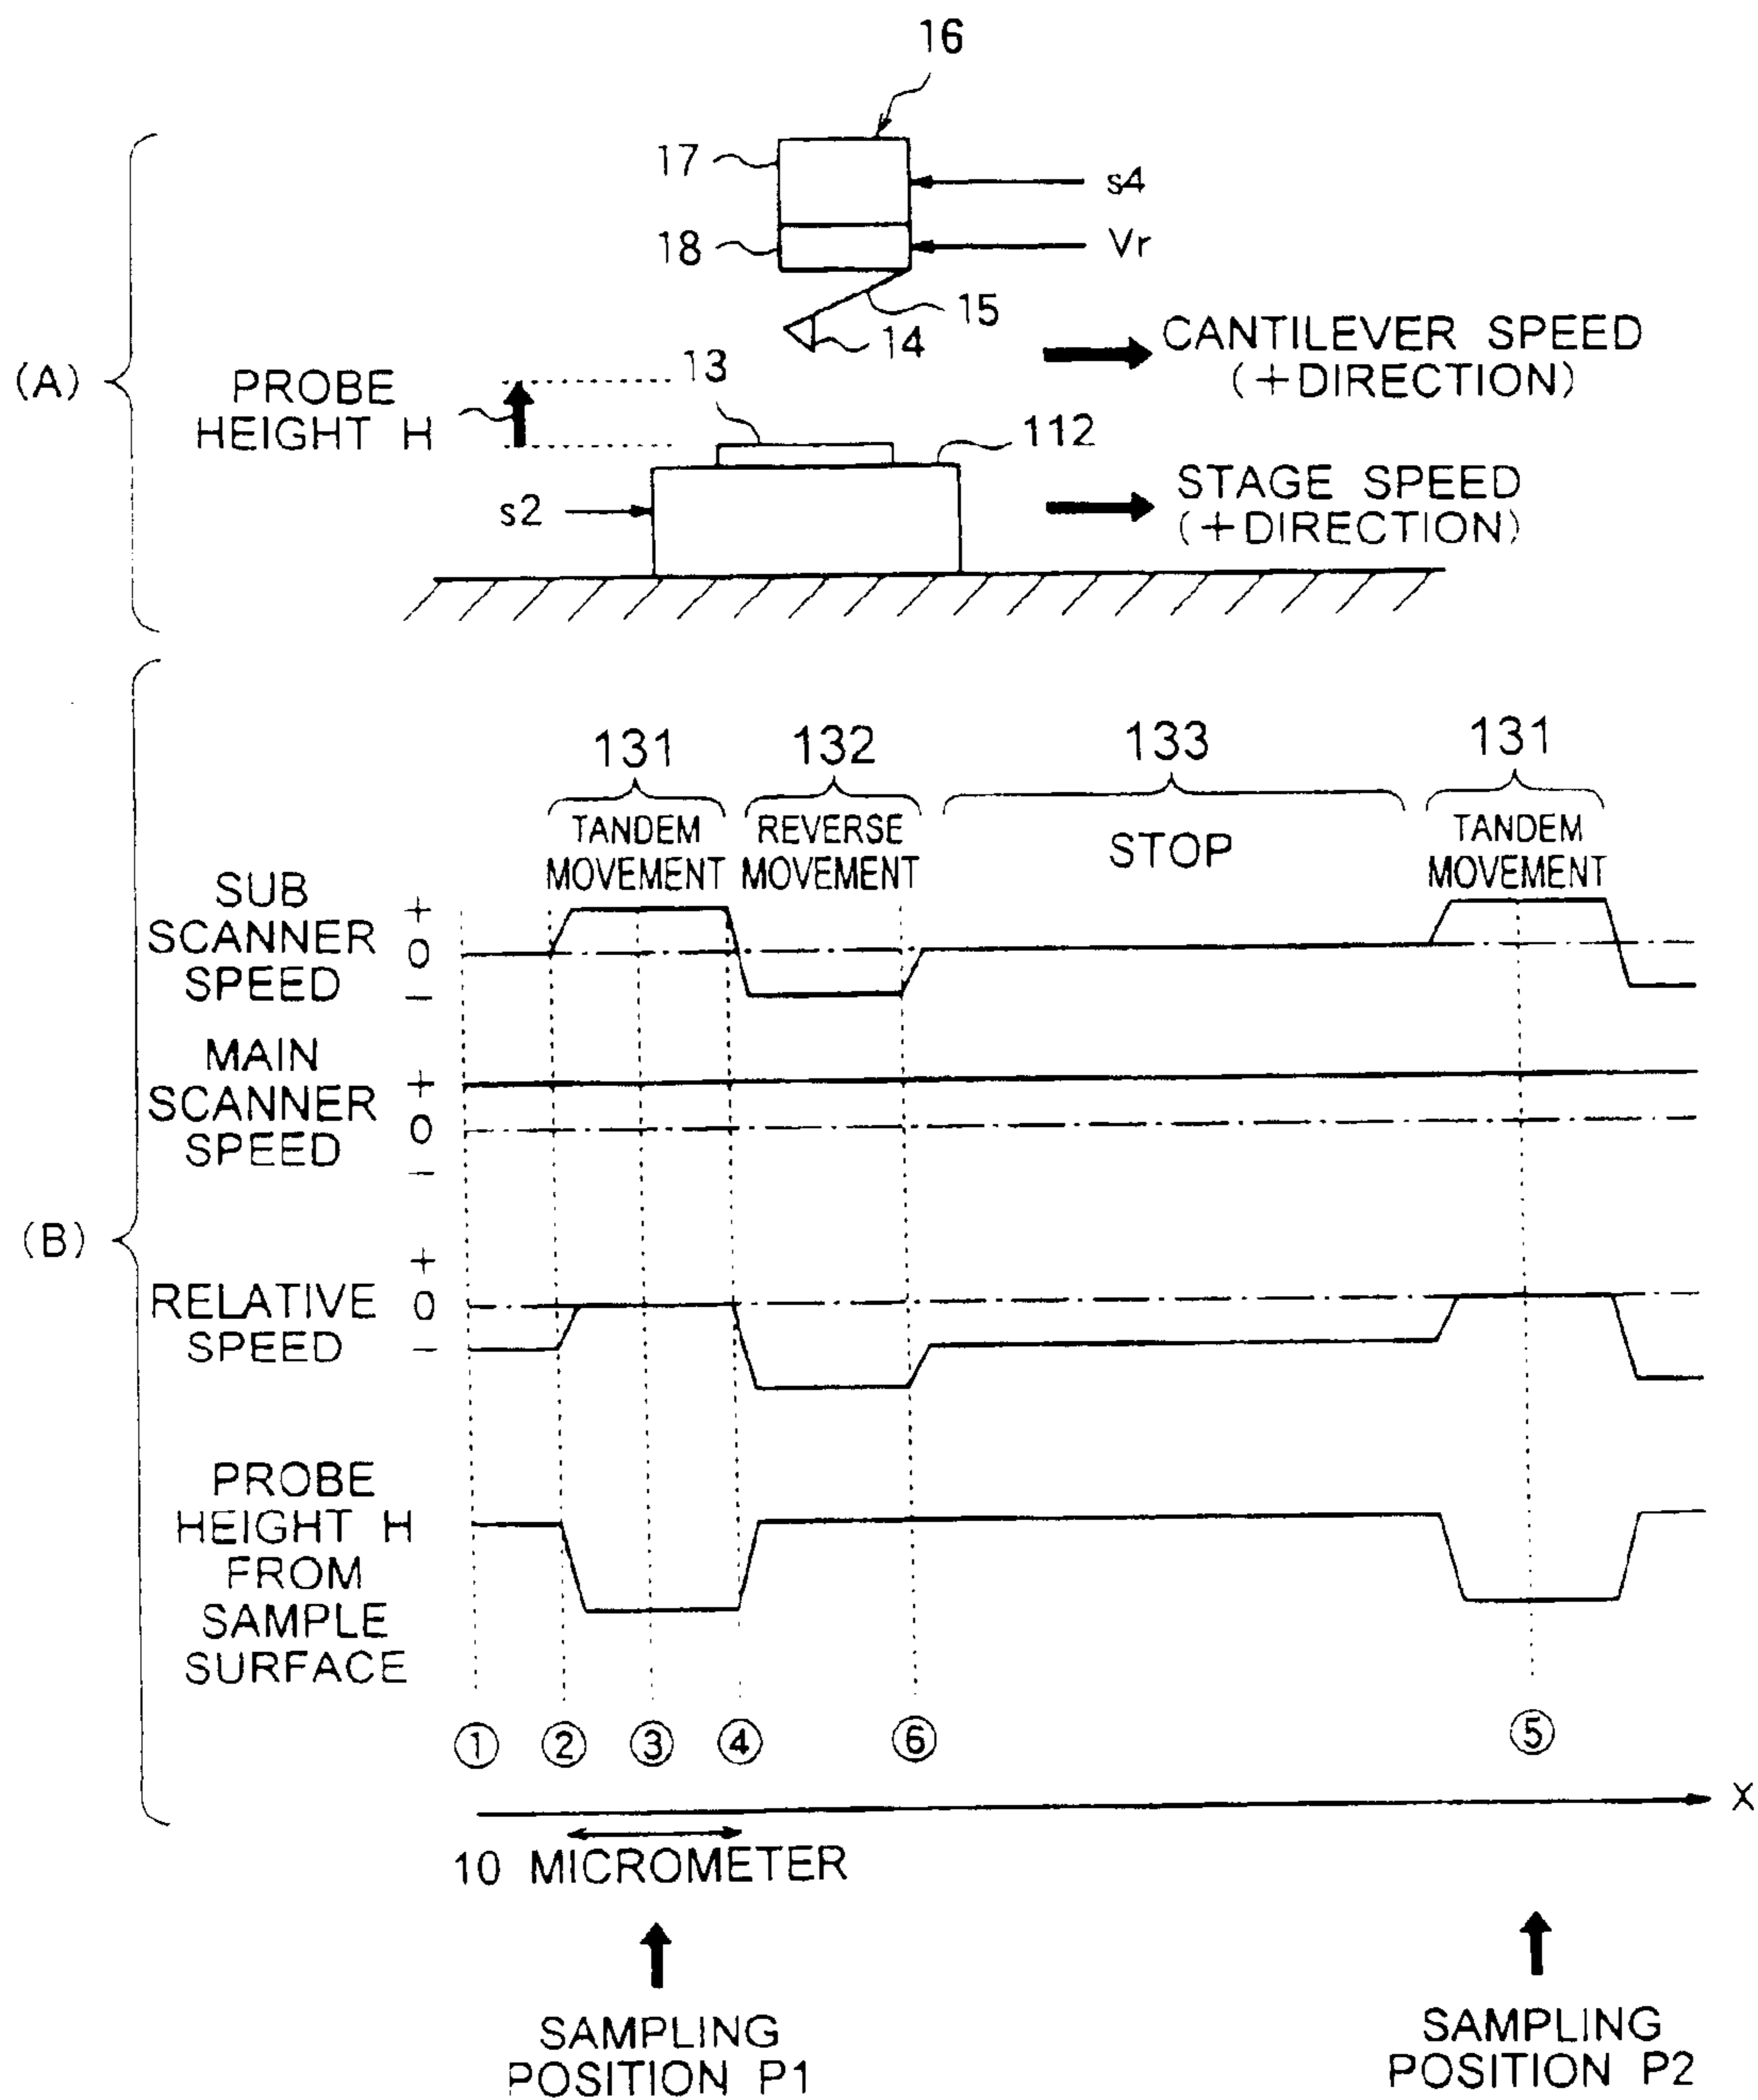 16
17
s4
18
Vr
15
14
CANTILEVER SPEED
(+DIRECTION)
(A)
PROBE
HEIGHT H
13
112
STAGE SPEED
(+DIRECTION)
s2
(B)
131
132
133
131
TANDEM
MOVEMENT
REVERSE
MOVEMENT
STOP
TANDEM
MOVEMENT
SUB
SCANNER
SPEED
+
0
−
MAIN
SCANNER
SPEED
+
0
−
RELATIVE
SPEED
+
0
−
PROBE
HEIGHT H
FROM
SAMPLE
SURFACE
① ② ③ ④ ⑥ ⑤
X
10 MICROMETER
SAMPLING
POSITION P1
SAMPLING
POSITION P2